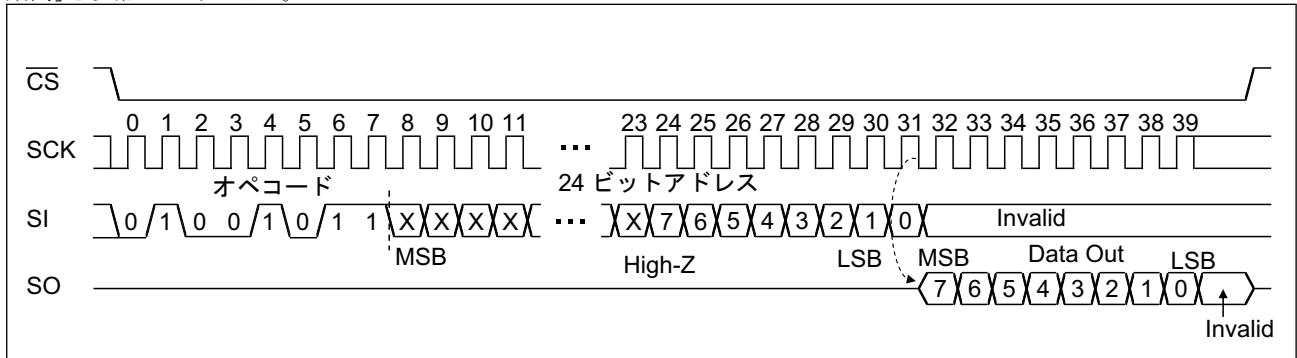 CS
0 1 2 3 4 5 6 7 8 9 10 11 23 24 25 26 27 28 29 30 31 32 33 34 35 36 37 38 39
SCK ...
オペコード 24 ビットアドレス
SI 0 1 0 0 1 0 1 1 X X X X ... X 7 6 5 4 3 2 1 0 Invalid
MSB High-Z LSB MSB Data Out LSB
SO 7 6 5 4 3 2 1 0
Invalid